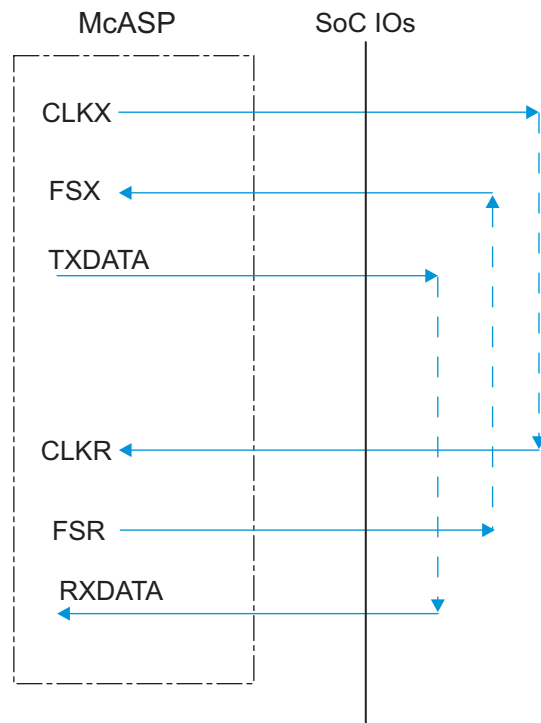 McASP
SoC IOs
CLKX
FSX
TXDATA
CLKR
FSR
RXDATA